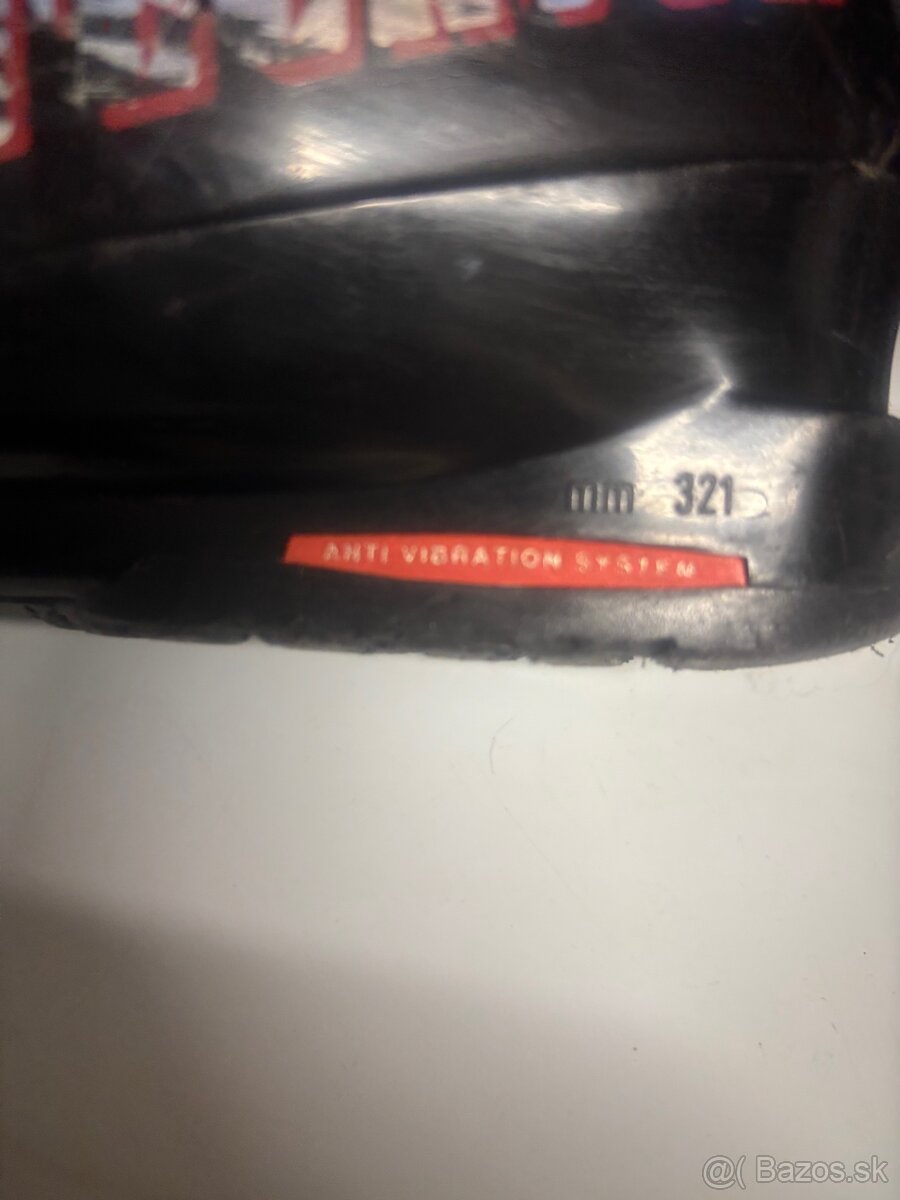 mm 321
ANTI VIBRATION SYSTEM
@( Bazos.sk